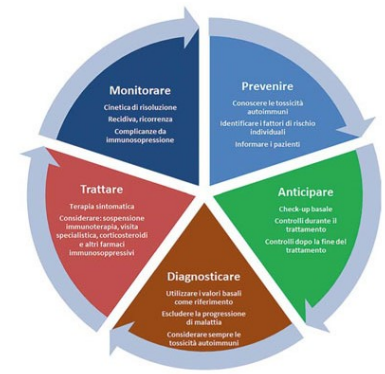 Prevenire
Conoscere le tossicità
autoimmuni
Identificare i fattori di rischio
individuali
Informare i pazienti
Anticipare
Check-up basale
Controlli durante il
trattamento
Controlli dopo la fine del
trattamento
Diagnosticare
Utilizzare i valori basali
come riferimento
Escludere la progressione
di malattia
Considerare sempre le
tossicità autoimmuni
Trattare
Terapia sintomatica
Considerare: sospensione
immunoterapia, visita
specialistica, corticosteroidi
e altri farmaci
immunosoppressivi
Monitorare
Cinetica di risoluzione
Recidiva, ricorrenza
Complicanze da
immunosopressione